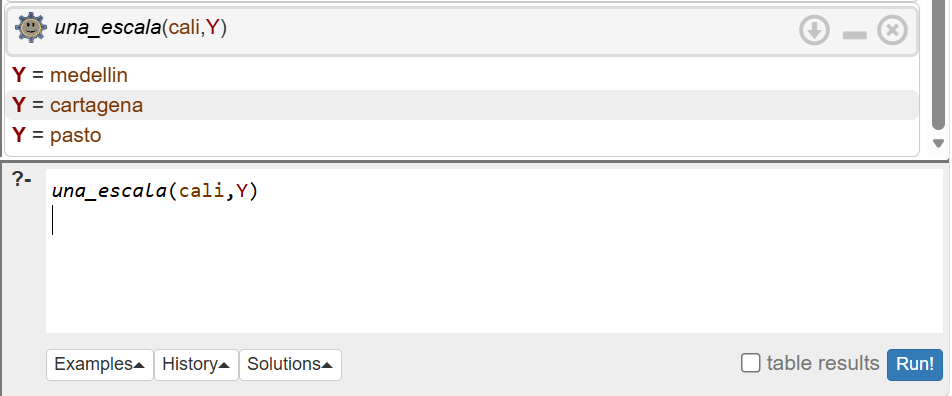 una_escala(cali,Y)
Y = medellin
Y = cartagena
Y = pasto
?- una_escala(cali,Y)
Examples History Solutions table results Run!